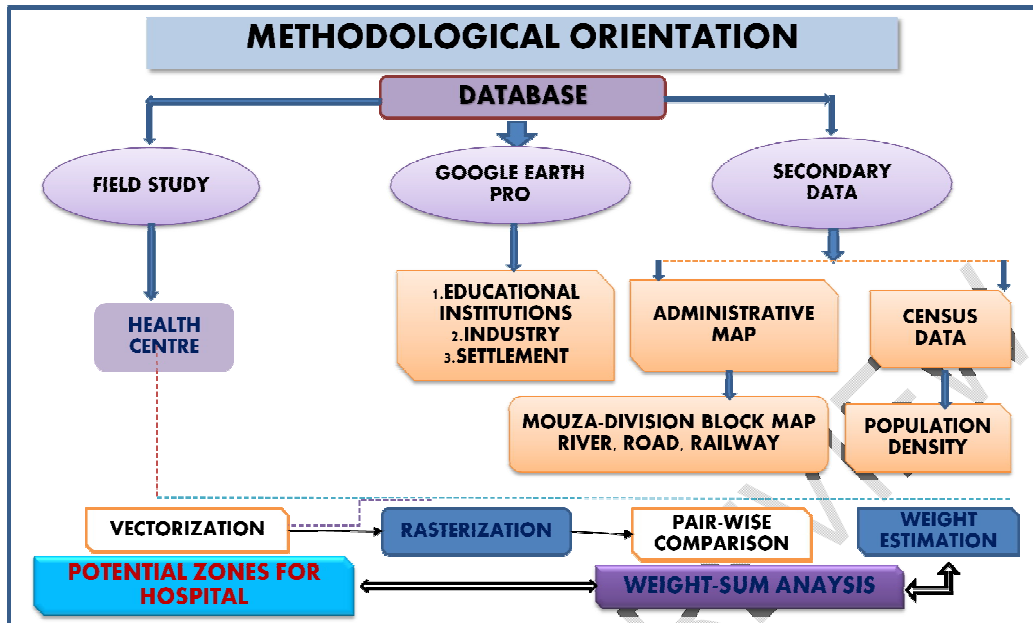 METHODOLOGICAL ORIENTATION
DATABASE
FIELD STUDY
GOOGLE EARTH
PRO
SECONDARY
DATA
HEALTH
CENTRE
1.EDUCATIONAL
INSTITUTIONS
2.INDUSTRY
3.SETTLEMENT
ADMINISTRATIVE
MAP
CENSUS
DATA
MOUZA-DIVISION BLOCK MAP
RIVER, ROAD, RAILWAY
POPULATION
DENSITY
VECTORIZATION
RASTERIZATION
PAIR-WISE
COMPARISON
WEIGHT
ESTIMATION
POTENTIAL ZONES FOR
HOSPITAL
WEIGHT-SUM ANAYSIS